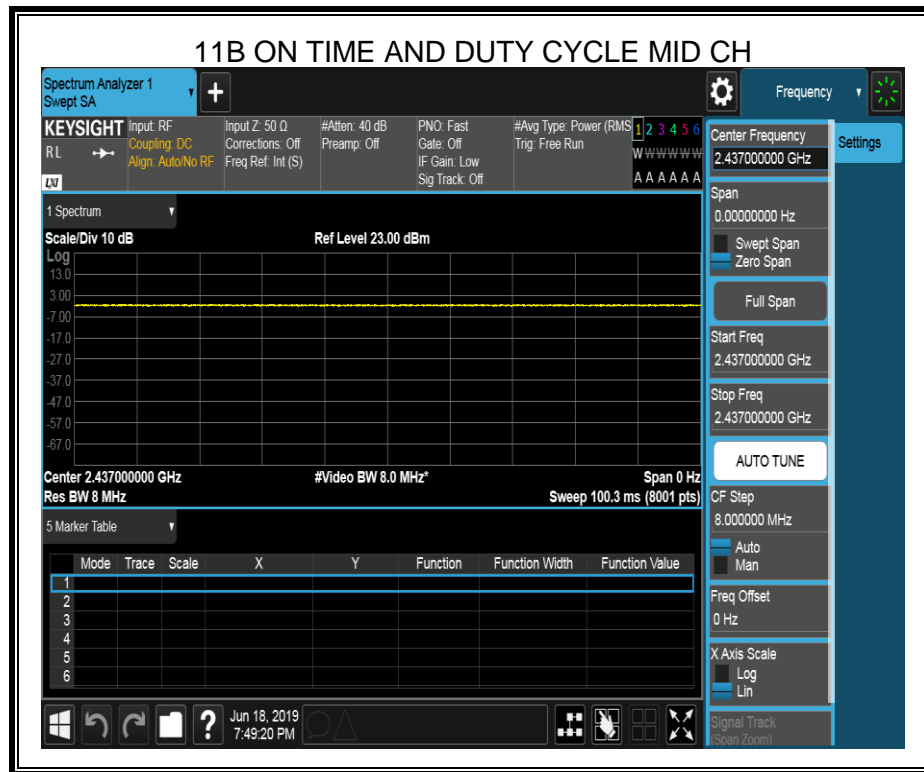 11B ON TIME AND DUTY CYCLE MID CH
Spectrum Analyzer 1
Swept SA
+
Frequency
KEYSIGHT
RL
LXI
Input: RF
Coupling: DC
Align: Auto/No RF
Input Z: 50 Ω
Corrections: Off
Freq Ref: Int (S)
#Atten: 40 dB
Preamp: Off
PNO: Fast
Gate: Off
IF Gain: Low
Sig Track: Off
#Avg Type: Power (RMS
Trig: Free Run
1 2 3 4 5 6
W W W W W W
A A A A A A
1 Spectrum
Scale/Div 10 dB
Ref Level 23.00 dBm
Log
13.0
3.00
-7.00
-17.0
-27.0
-37.0
-47.0
-57.0
-67.0
Center 2.437000000 GHz
#Video BW 8.0 MHz*
Span 0 Hz
Res BW 8 MHz
Sweep 100.3 ms (8001 pts)
5 Marker Table
Mode Trace Scale X Y Function Function Width Function Value
1
2
3
4
5
6
?
Jun 18, 2019
7:49:20 PM
Center Frequency
2.437000000 GHz
Settings
Span
0.00000000 Hz
Swept Span
Zero Span
Full Span
Start Freq
2.437000000 GHz
Stop Freq
2.437000000 GHz
AUTO TUNE
CF Step
8.000000 MHz
Auto
Man
Freq Offset
0 Hz
X Axis Scale
Log
Lin
Signal Track
(Span Zoom)